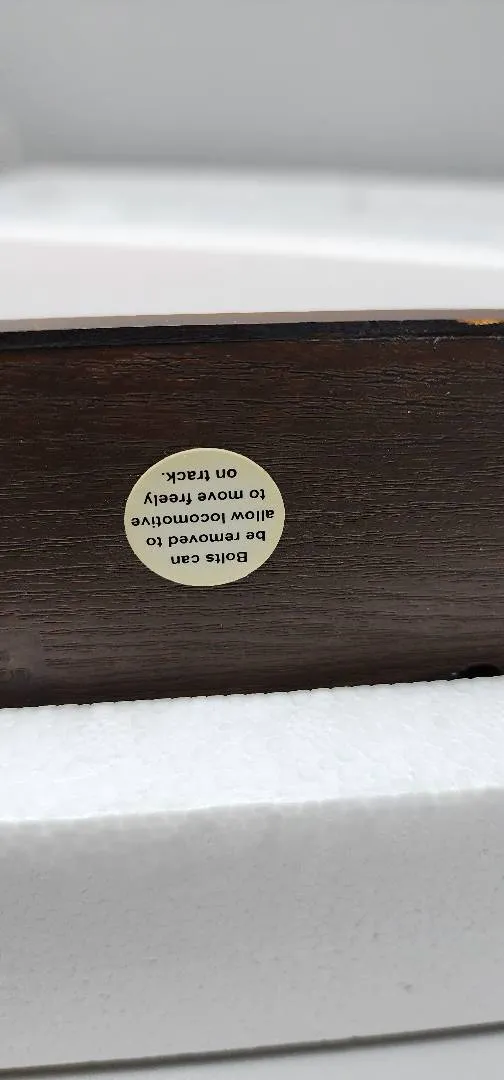 Bolts can
be removed to
allow locomotive
to move freely
on track.